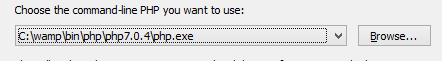 Choose the command-line PHP you want to use:
C:\wamp\bin\php\php7.0.4\php.exe
Browse...